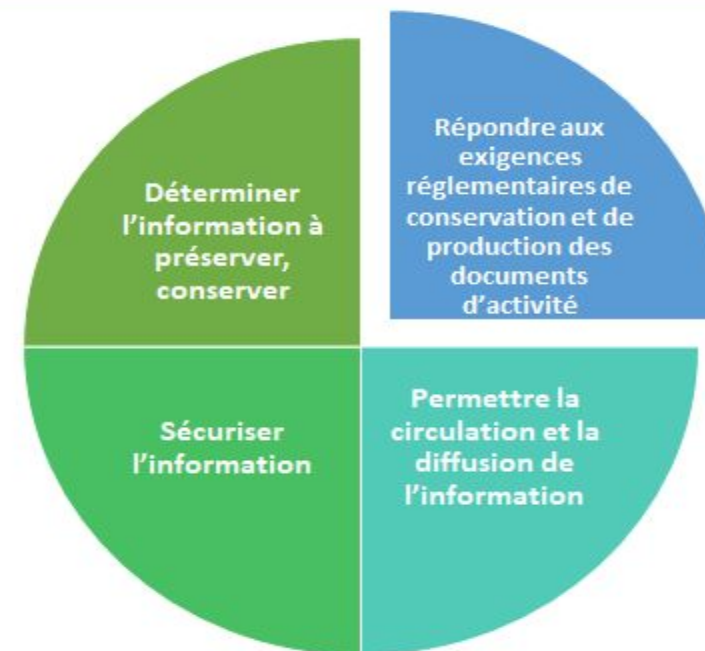 Déterminer
l’information à
préserver,
conserver
Répondre aux
exigences
réglementaires de
conservation et de
production des
documents
d’activité
Sécuriser
l’information
Permettre la
circulation et la
diffusion de
l’information